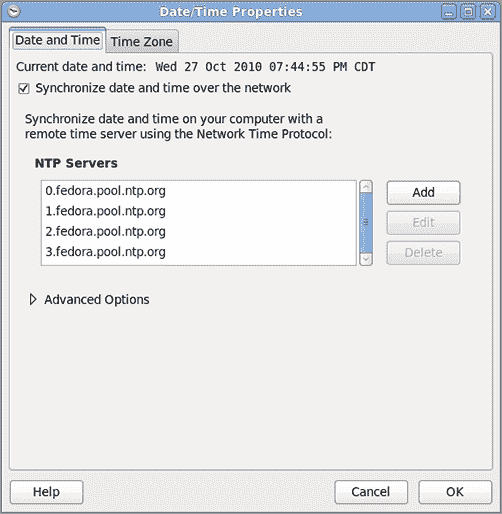 Date/Time Properties
Date and Time
Time Zone
Current date and time: Wed 27 Oct 2010 07:44:55 PM CDT
Synchronize date and time over the network
Synchronize date and time on your computer with a
remote time server using the Network Time Protocol:
NTP Servers
0.fedora.pool.ntp.org
1.fedora.pool.ntp.org
2.fedora.pool.ntp.org
3.fedora.pool.ntp.org
Add
Edit
Delete
Advanced Options
Help
Cancel
OK